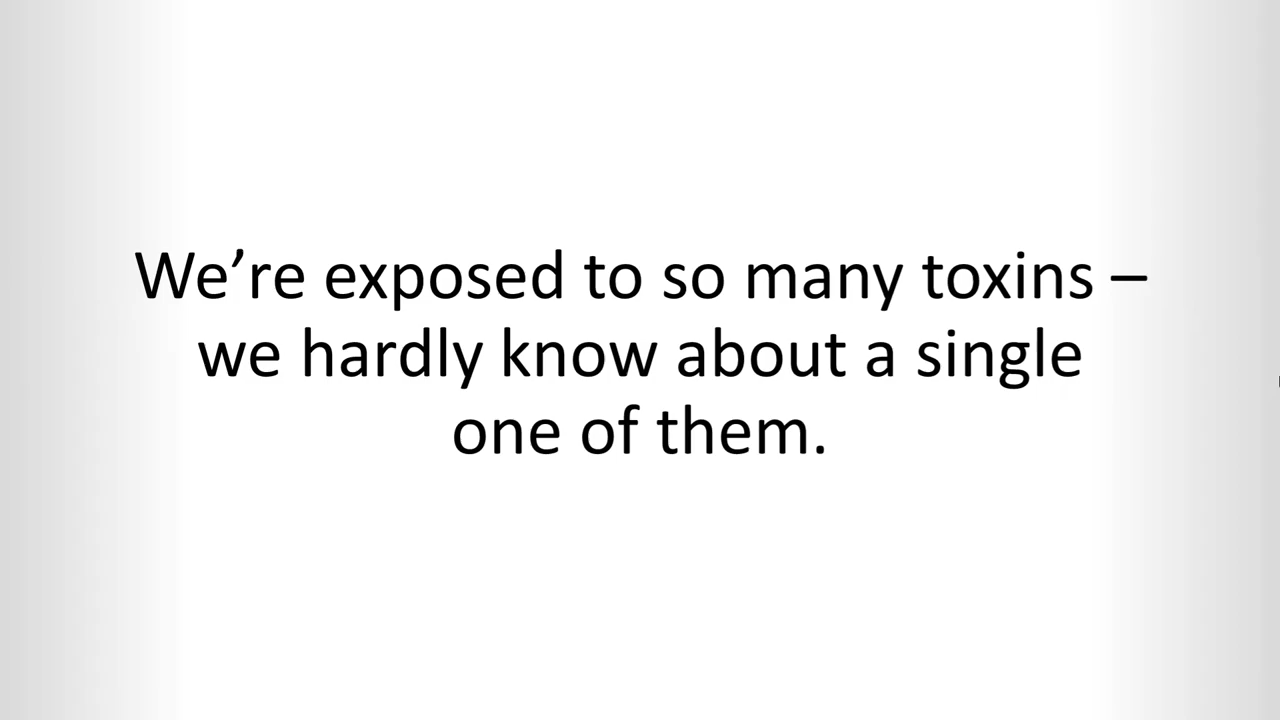 We’re exposed to so many toxins –
we hardly know about a single
one of them.